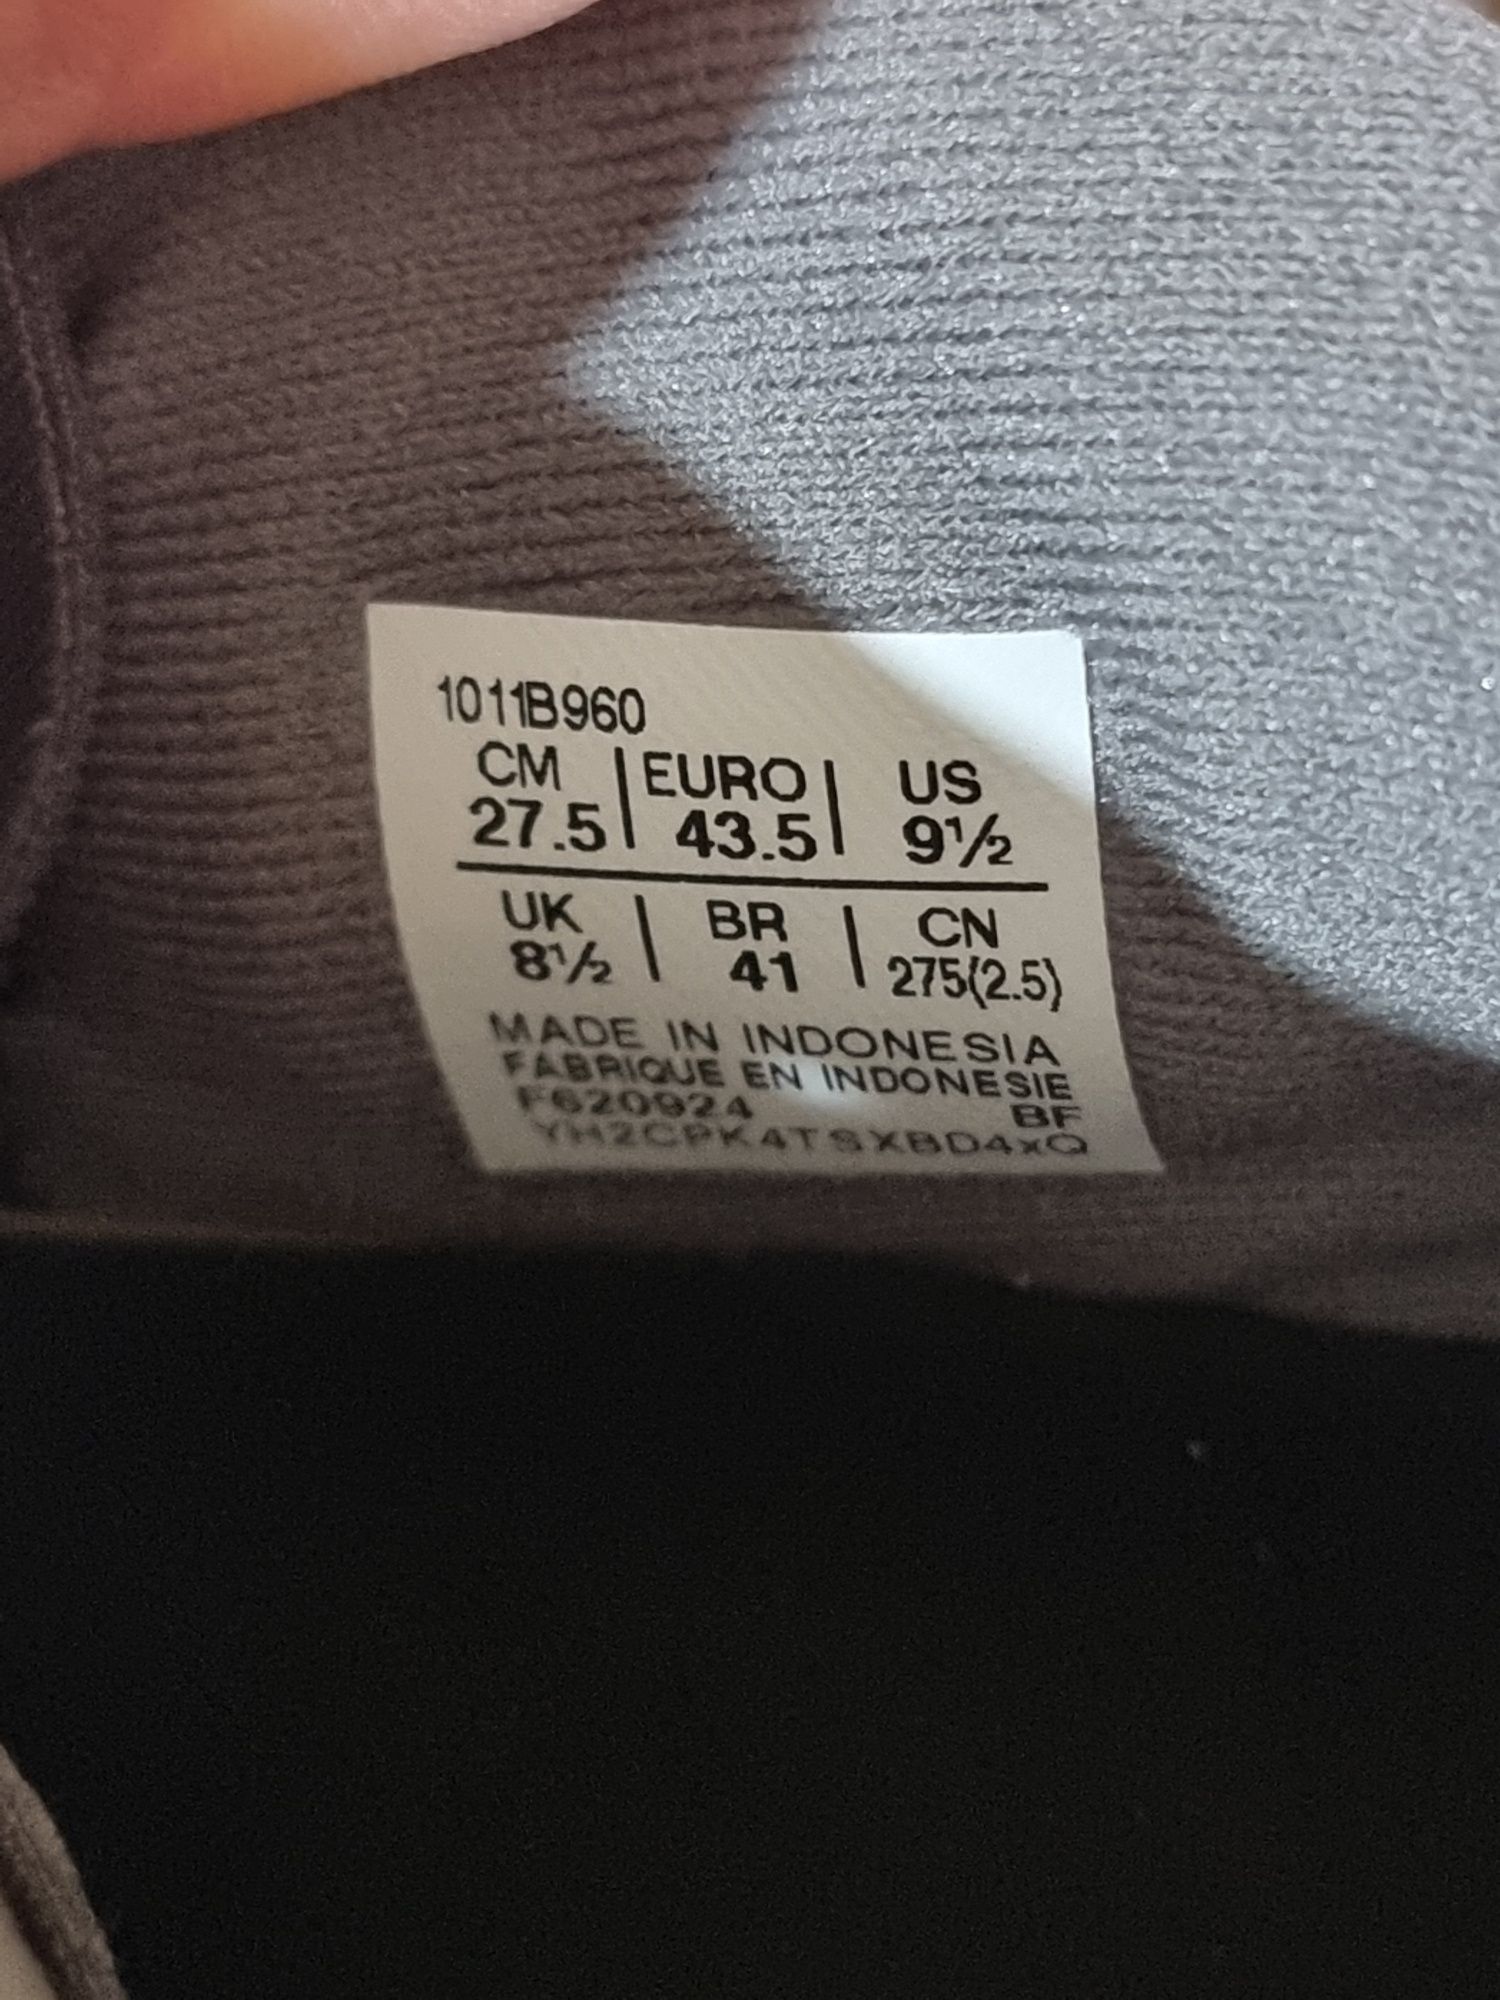 1011B960
CM | EURO | US
27.5 | 43.5 | 9½
UK | BR | CN
8½ | 41 | 275(2.5)
MADE IN INDONESIA
FABRIQUE EN INDONESIE
F620924 BF
YH2CPK4TSXBD4xQ